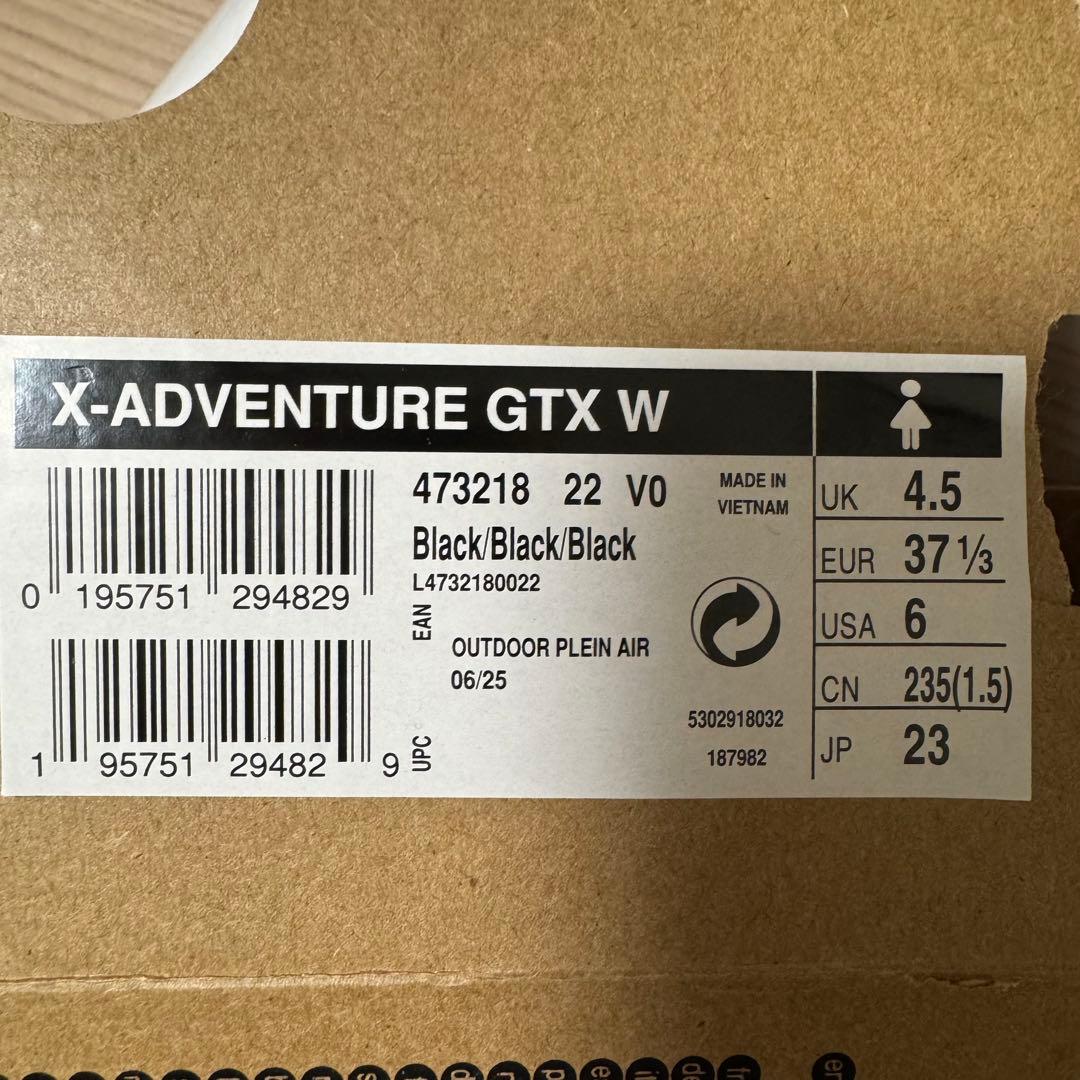 X-ADVENTURE GTX W
473218 22 V0
Black/Black/Black
L4732180022
MADE IN
VIETNAM
0 195751 294829
EAN
OUTDOOR PLEIN AIR
06/25
1 95751 29482 9
UPC
5302918032
187982
UK 4.5
EUR 37 1/3
USA 6
CN 235(1.5)
JP 23